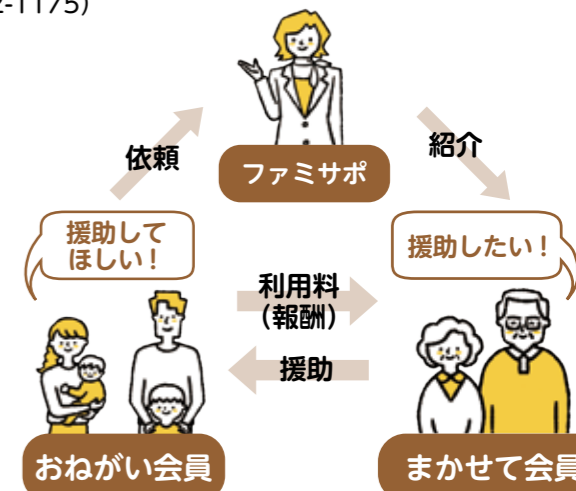 2-1175）
ファミサポ
依頼
紹介
援助して
ほしい！
援助したい！
利用料
（報酬）
援助
おねがい会員
まかせて会員